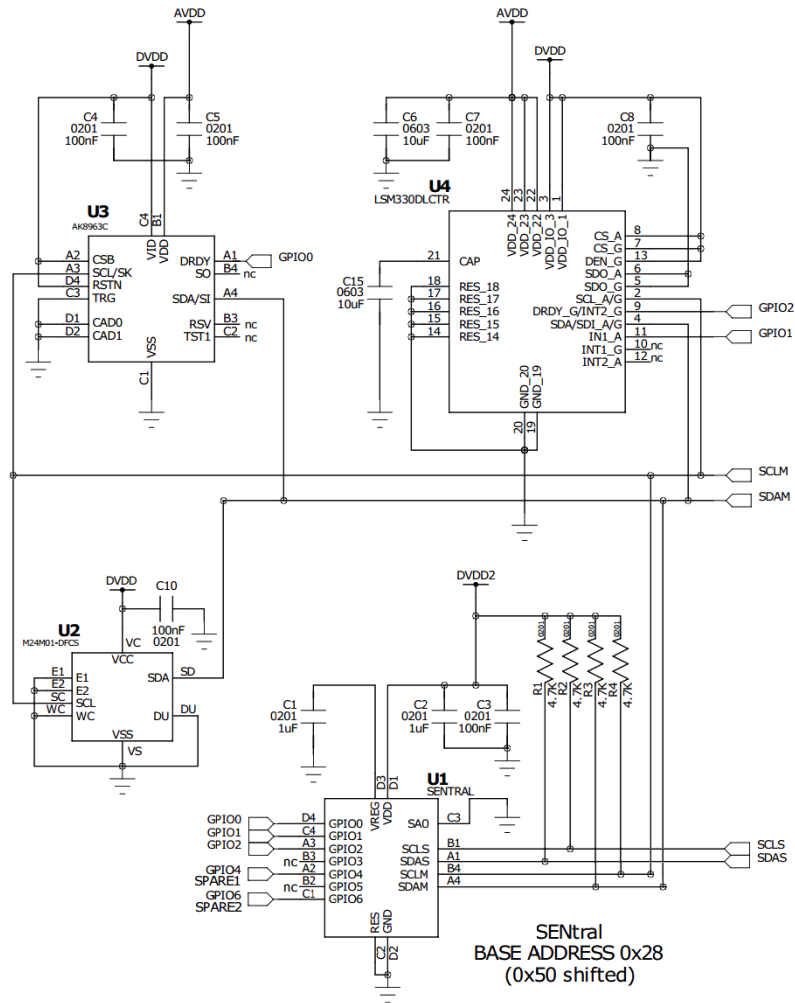 AVDD
DVDD
C4
0201
100nF
C5
0201
100nF
U3
AK8963C
C4
B1
VID
VDD
A2
CSB
A3
SCL/SK
D4
RSTN
C3
TRG
D1
CAD0
D2
CAD1
DRDY
A1
GPIO0
SO
B4
nc
SDA/SI
A4
RSV
B3
nc
TST1
C2
nc
VSS
C1
AVDD
DVDD
C6
0603
10uF
C7
0201
100nF
C8
0201
100nF
U4
LSM330DLCTR
24
23
22
3
1
VDD_24
VDD_23
VDD_22
VDD_IO_3
VDD_IO_1
21
CAP
C15
0603
10uF
18
RES_18
17
RES_17
16
RES_16
15
RES_15
14
RES_14
CS_A
8
CS_G
7
DEN_G
13
SDO_A
6
SDO_G
5
SCL_A/G
2
DRDY_G/INT2_G
9
GPIO2
SDA/SDI_A/G
4
IN1_A
11
GPIO1
INT1_G
10
nc
INT2_A
12
nc
GND_20
GND_19
20
19
SCLM
SDAM
DVDD
C10
100nF
0201
U2
M24M01-DFCS
VC
VCC
E1
E1
E2
E2
SC
SCL
WC
WC
SDA
SD
DU
DU
VSS
VS
DVDD2
0201
0201
0201
0201
R1
4.7K
R2
4.7K
R3
4.7K
R4
4.7K
C1
0201
1uF
C2
0201
1uF
C3
0201
100nF
U1
SENTRAL
D3
D1
VREG
VDD
GPIO0
D4
GPIO0
GPIO1
C4
GPIO1
GPIO2
A3
GPIO2
nc
B3
GPIO3
GPIO4
A2
GPIO4
SPARE1
nc
B2
GPIO5
GPIO6
C1
GPIO6
SPARE2
SA0
C3
SCLS
B1
SCLS
SDAS
A1
SDAS
SCLM
B4
SDAM
A4
RES
GND
C2
D2
SENtral
BASE ADDRESS 0x28
(0x50 shifted)